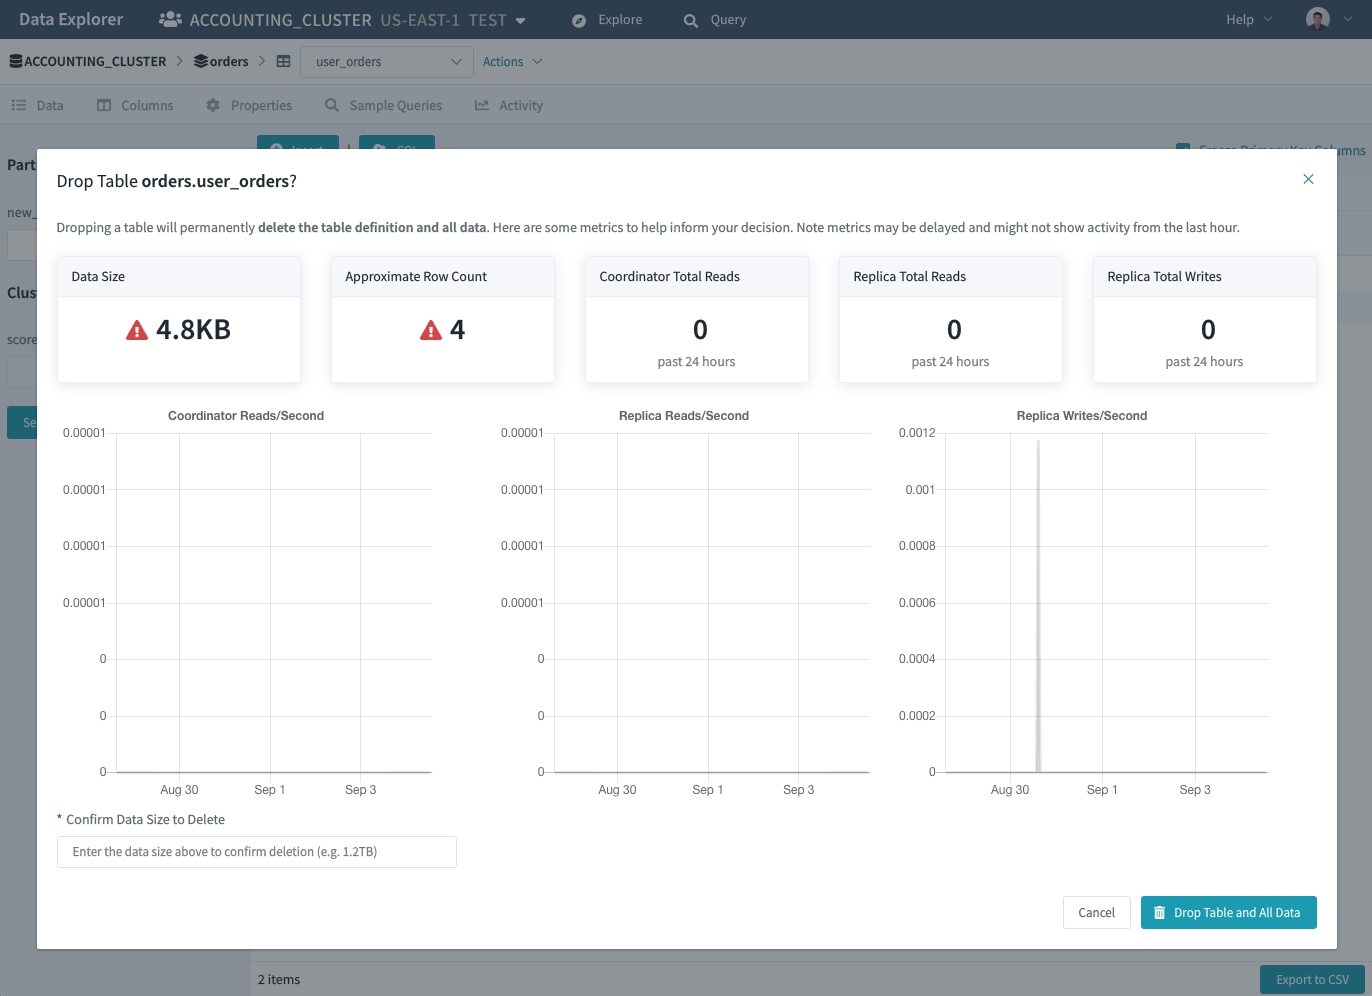 Data Explorer ACCOUNTING_CLUSTER US-EAST-1 TEST Explore Query Help
ACCOUNTING_CLUSTER orders user_orders Actions
Data Columns Properties Sample Queries Activity
Drop Table orders.user_orders?
Dropping a table will permanently delete the table definition and all data. Here are some metrics to help inform your decision. Note metrics may be delayed and might not show activity from the last hour.
Data Size Approximate Row Count Coordinator Total Reads Replica Total Reads Replica Total Writes
4.8KB 4 0 0 0
past 24 hours past 24 hours past 24 hours
Coordinator Reads/Second
0.00001
0.00001
0.00001
0.00001
0
0
0
Aug 30 Sep 1 Sep 3
Replica Reads/Second
0.00001
0.00001
0.00001
0.00001
0
0
0
Aug 30 Sep 1 Sep 3
Replica Writes/Second
0.0012
0.001
0.0008
0.0006
0.0004
0.0002
0
Aug 30 Sep 1 Sep 3
* Confirm Data Size to Delete
Enter the data size above to confirm deletion (e.g. 1.2TB)
Cancel Drop Table and All Data
2 items Export to CSV